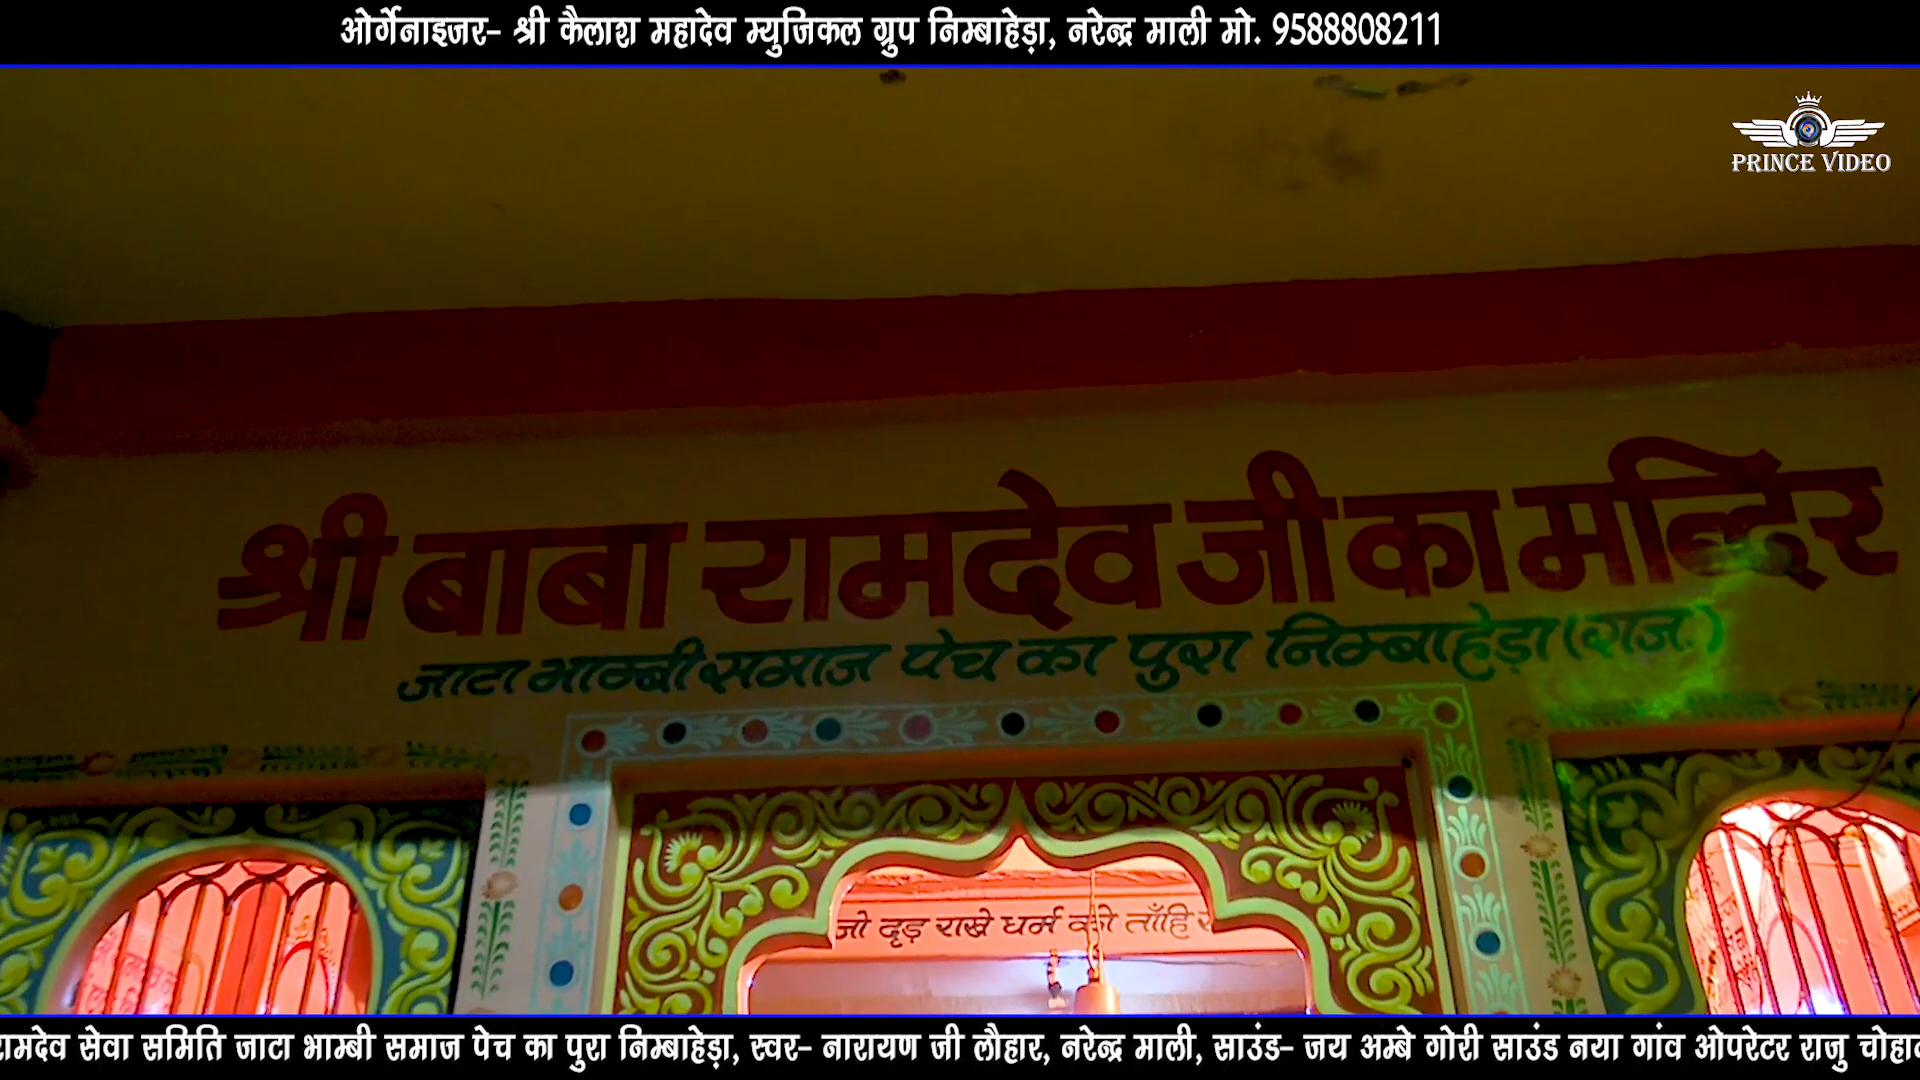 ओर्गेनाइजर- श्री कैलाश महादेव म्युजिकल ग्रुप निम्बाहेड़ा, नरेन्द्र माली मो. 9588808211
PRINCE VIDEO
श्री बाबा रामदेव जी का मन्दिर
जाटा भाम्बी समाज पेच का पुरा निम्बाहेड़ा (राज.)
जो दृड़ राखे धर्म को ताँहि
रामदेव सेवा समिति जाटा भाम्बी समाज पेच का पुरा निम्बाहेड़ा, स्वर- नारायण जी लौहार, नरेन्द्र माली, साउंड- जय अम्बे गोरी साउंड नया गांव ओपरेटर राजु